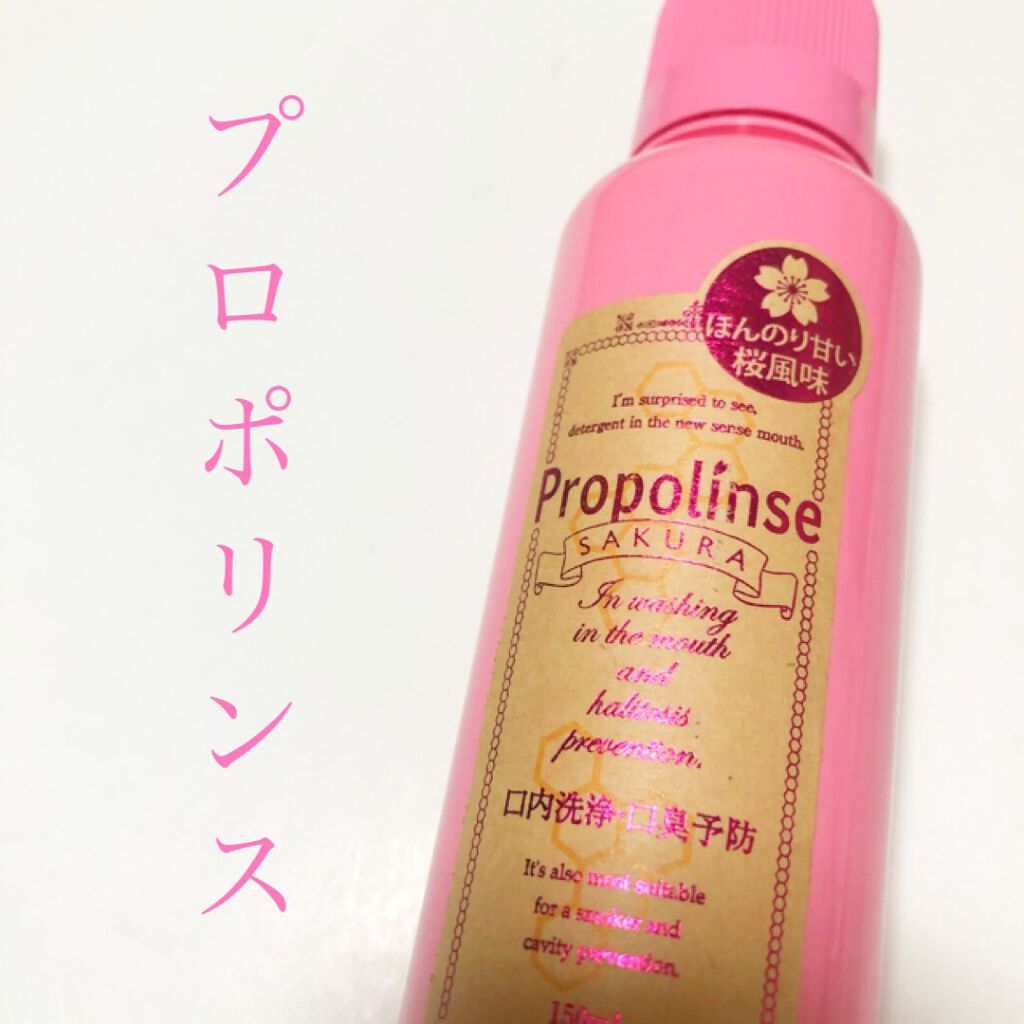 プロポリンス
ほんのり甘い
桜風味
I'm surprised to see,
detergent in the new sense mouth.
Propolinse
SAKURA
In washing
in the mouth
and
halitosis
prevention.
口内洗浄・口臭予防
It's also most suitable
for a smoker and
cavity prevention.